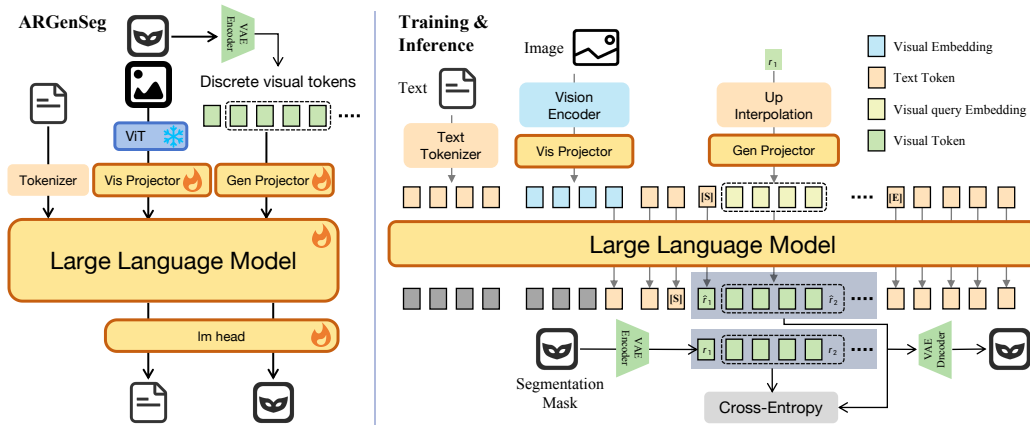 ARGenSeg
VAE
Encoder
Discrete visual tokens
ViT
Tokenizer
Vis Projector
Gen Projector
Large Language Model
lm head
Training &
Inference
Text
Image
r1
Visual Embedding
Text Token
Visual query Embedding
Visual Token
Text
Tokenizer
Vision
Encoder
Vis Projector
Up
Interpolation
Gen Projector
[S]
[E]
Large Language Model
[S]
r̂1
r̂2
Segmentation
Mask
VAE
Encoder
r1
r2
VAE
Dncoder
Cross-Entropy